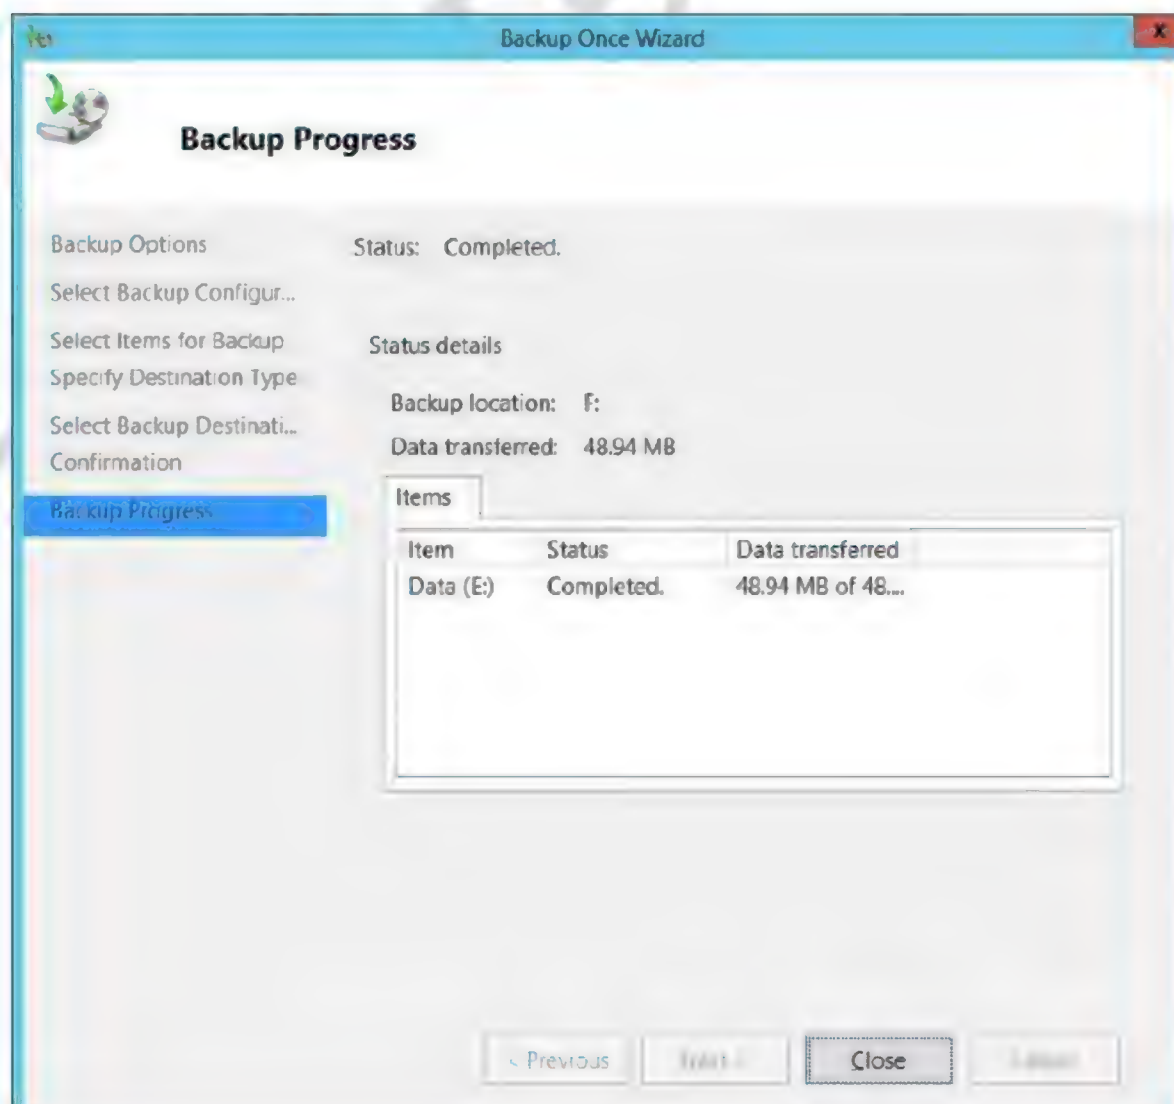 Backup Once Wizard
x
Backup Progress
Backup Options
Select Backup Configur...
Select Items for Backup
Specify Destination Type
Select Backup Destinati...
Confirmation
Backup Progress
Status: Completed.
Status details
Backup location: F:
Data transferred: 48.94 MB
Items
Item Status Data transferred
Data (E:) Completed. 48.94 MB of 48....
< Previous
Close